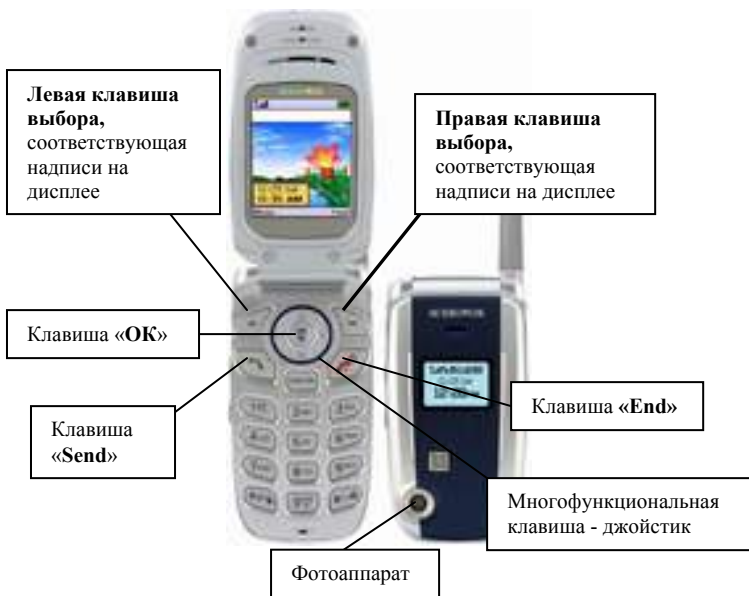 Левая клавиша
выбора,
соответствующая
надписи на
дисплее
Правая клавиша
выбора,
соответствующая
надписи на дисплее
Клавиша «OK»
Клавиша
«Send»
Клавиша «End»
Многофункциональная
клавиша - джойстик
Фотоаппарат